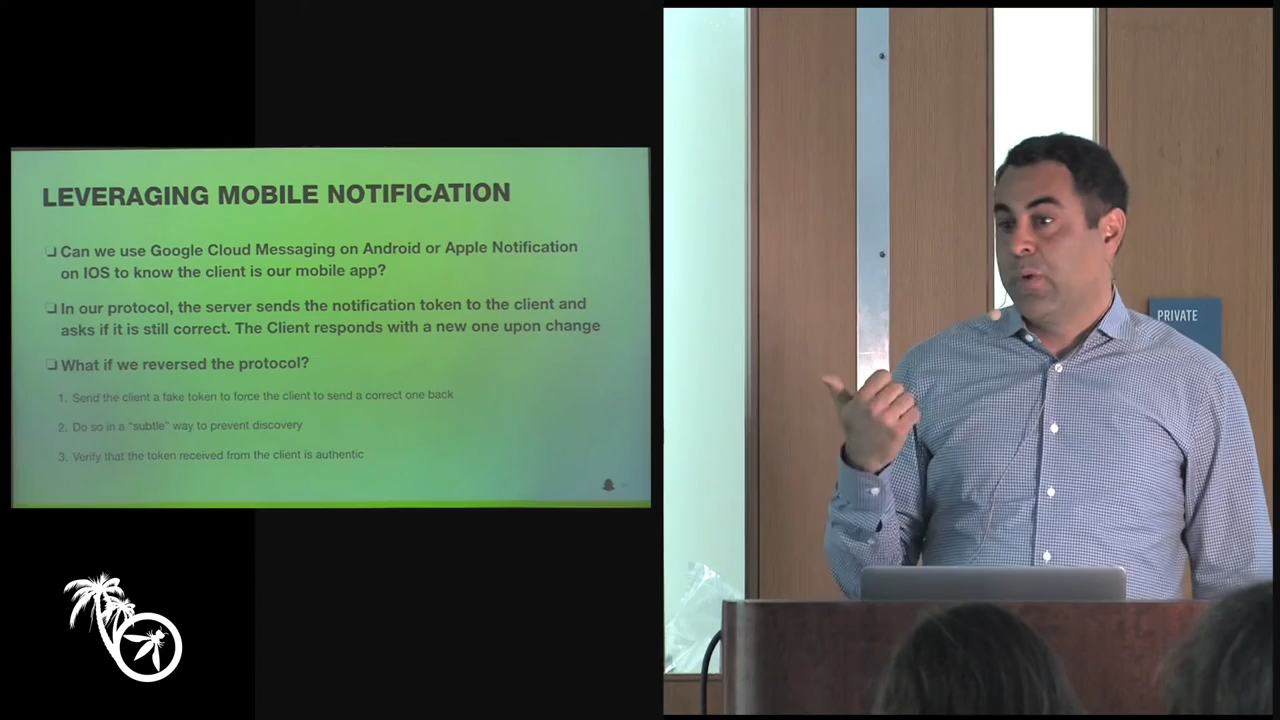 LEVERAGING MOBILE NOTIFICATION
Can we use Google Cloud Messaging on Android or Apple Notification
on IOS to know the client is our mobile app?
In our protocol, the server sends the notification token to the client and
asks if it is still correct. The Client responds with a new one upon change
What if we reversed the protocol?
1. Send the client a fake token to force the client to send a correct one back
2. Do so in a "subtle" way to prevent discovery
3. Verify that the token received from the client is authentic
PRIVATE